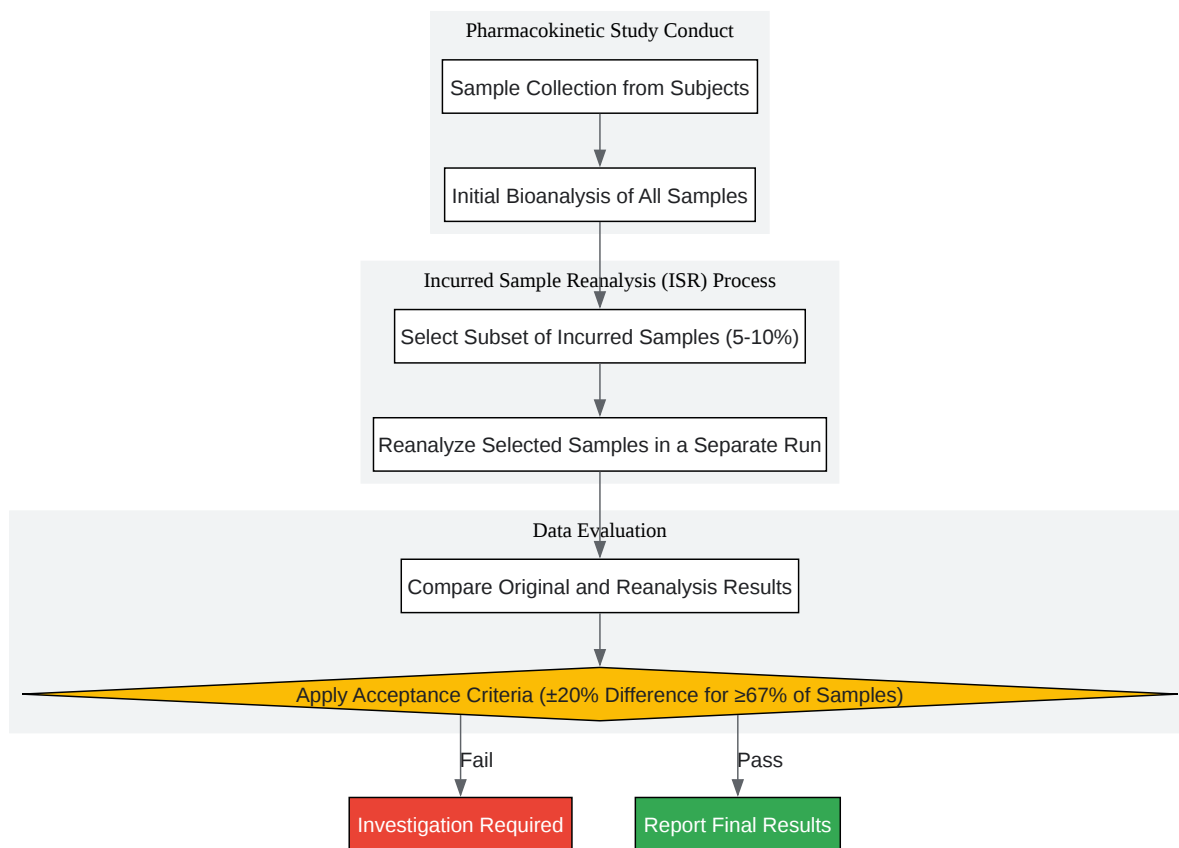 Pharmacokinetic Study Conduct
Sample Collection from Subjects
Initial Bioanalysis of All Samples
Incurred Sample Reanalysis (ISR) Process
Select Subset of Incurred Samples (5-10%)
Reanalyze Selected Samples in a Separate Run
Data Evaluation
Compare Original and Reanalysis Results
Apply Acceptance Criteria (±20% Difference for ≥67% of Samples)
Fail
Pass
Investigation Required
Report Final Results